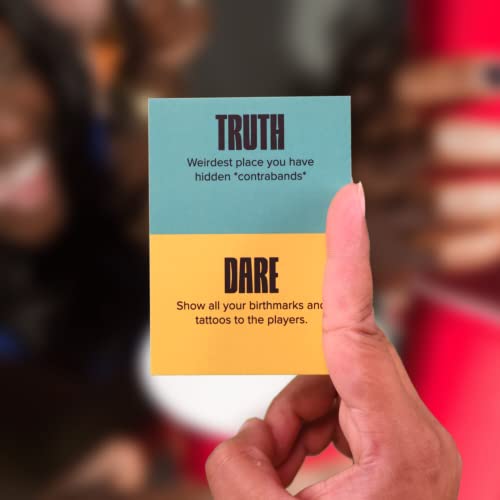 TRUTH
Weirdest place you have
hidden *contrabands*
DARE
Show all your birthmarks and
tattoos to the players.